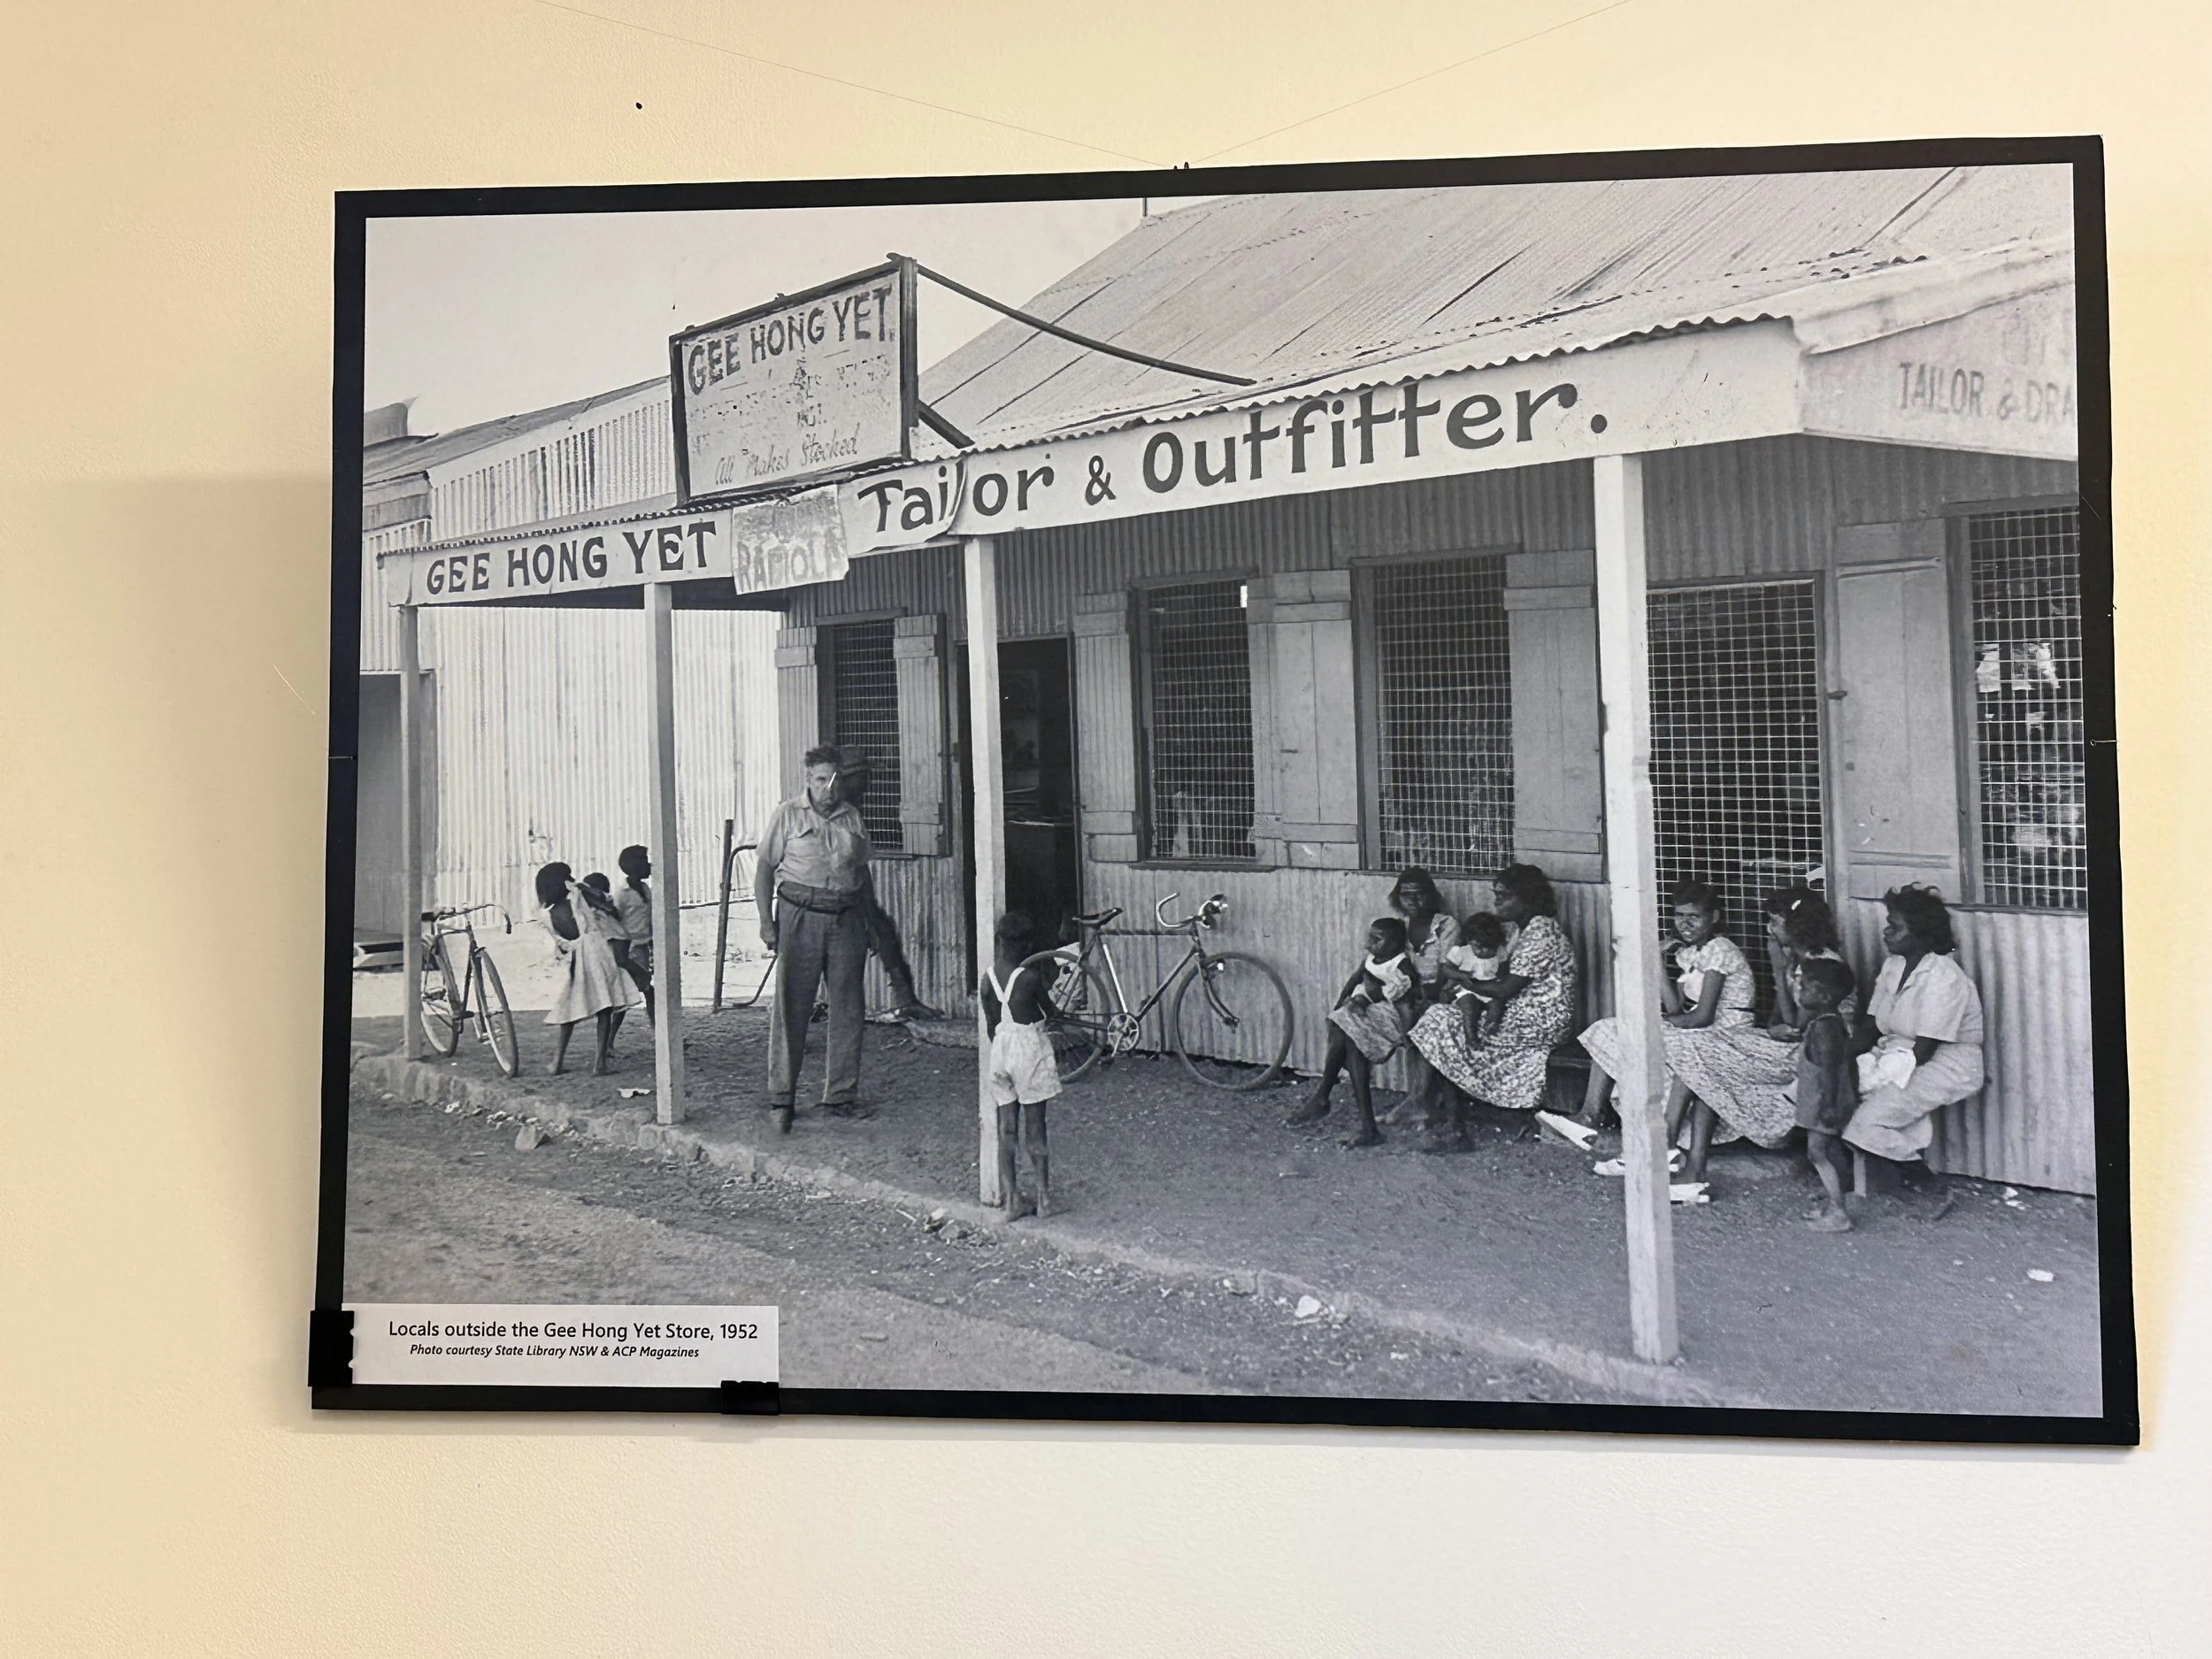 GEE HONG YET
All Makes Stocked
GEE HONG YET
Tailor & Outfitter.
TAILOR & DRA
Locals outside the Gee Hong Yet Store, 1952
Photo courtesy State Library NSW & ACP Magazines